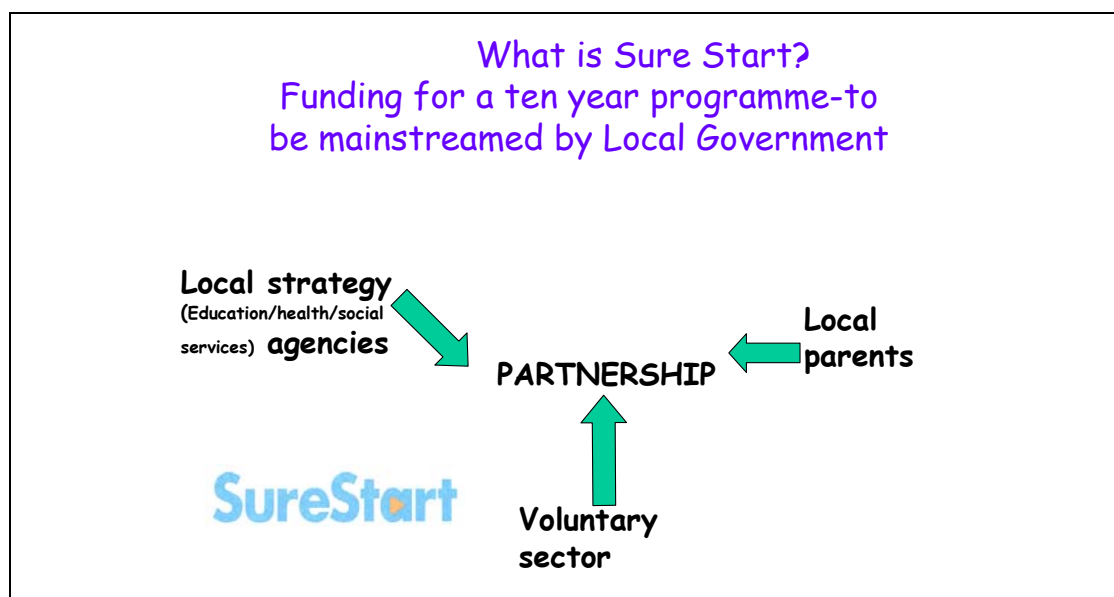 What is Sure Start?
Funding for a ten year programme-to
be mainstreamed by Local Government
Local strategy
(Education/health/social
services) agencies
Local
parents
PARTNERSHIP
SureStart
Voluntary
sector